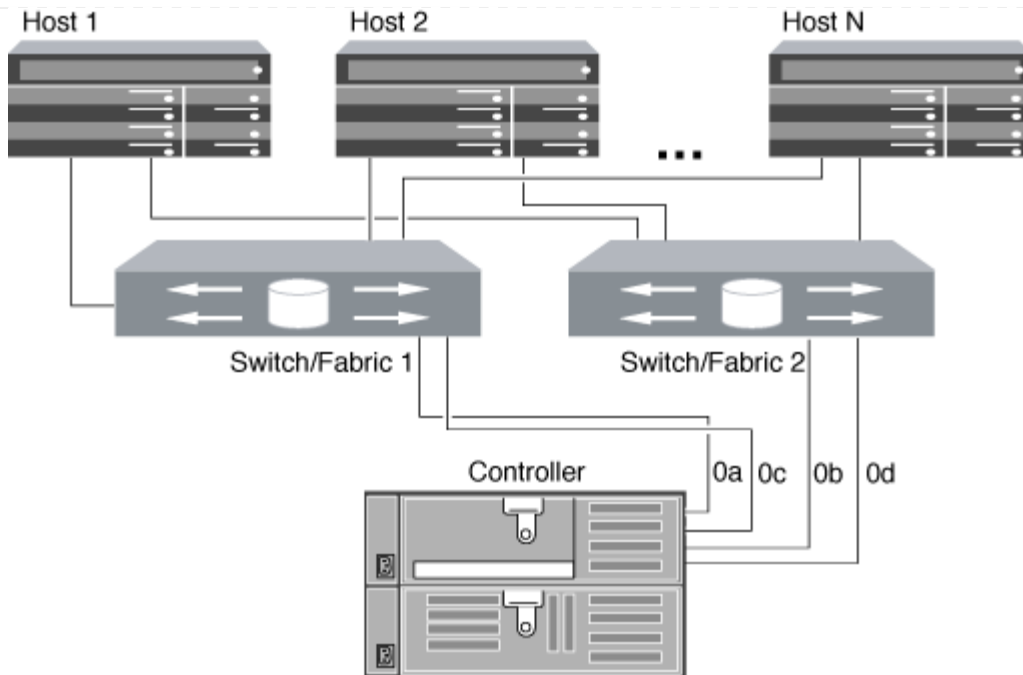 Host 1
Host 2
Host N
...
Switch/Fabric 1
Switch/Fabric 2
Controller
0a
0c
0b
0d